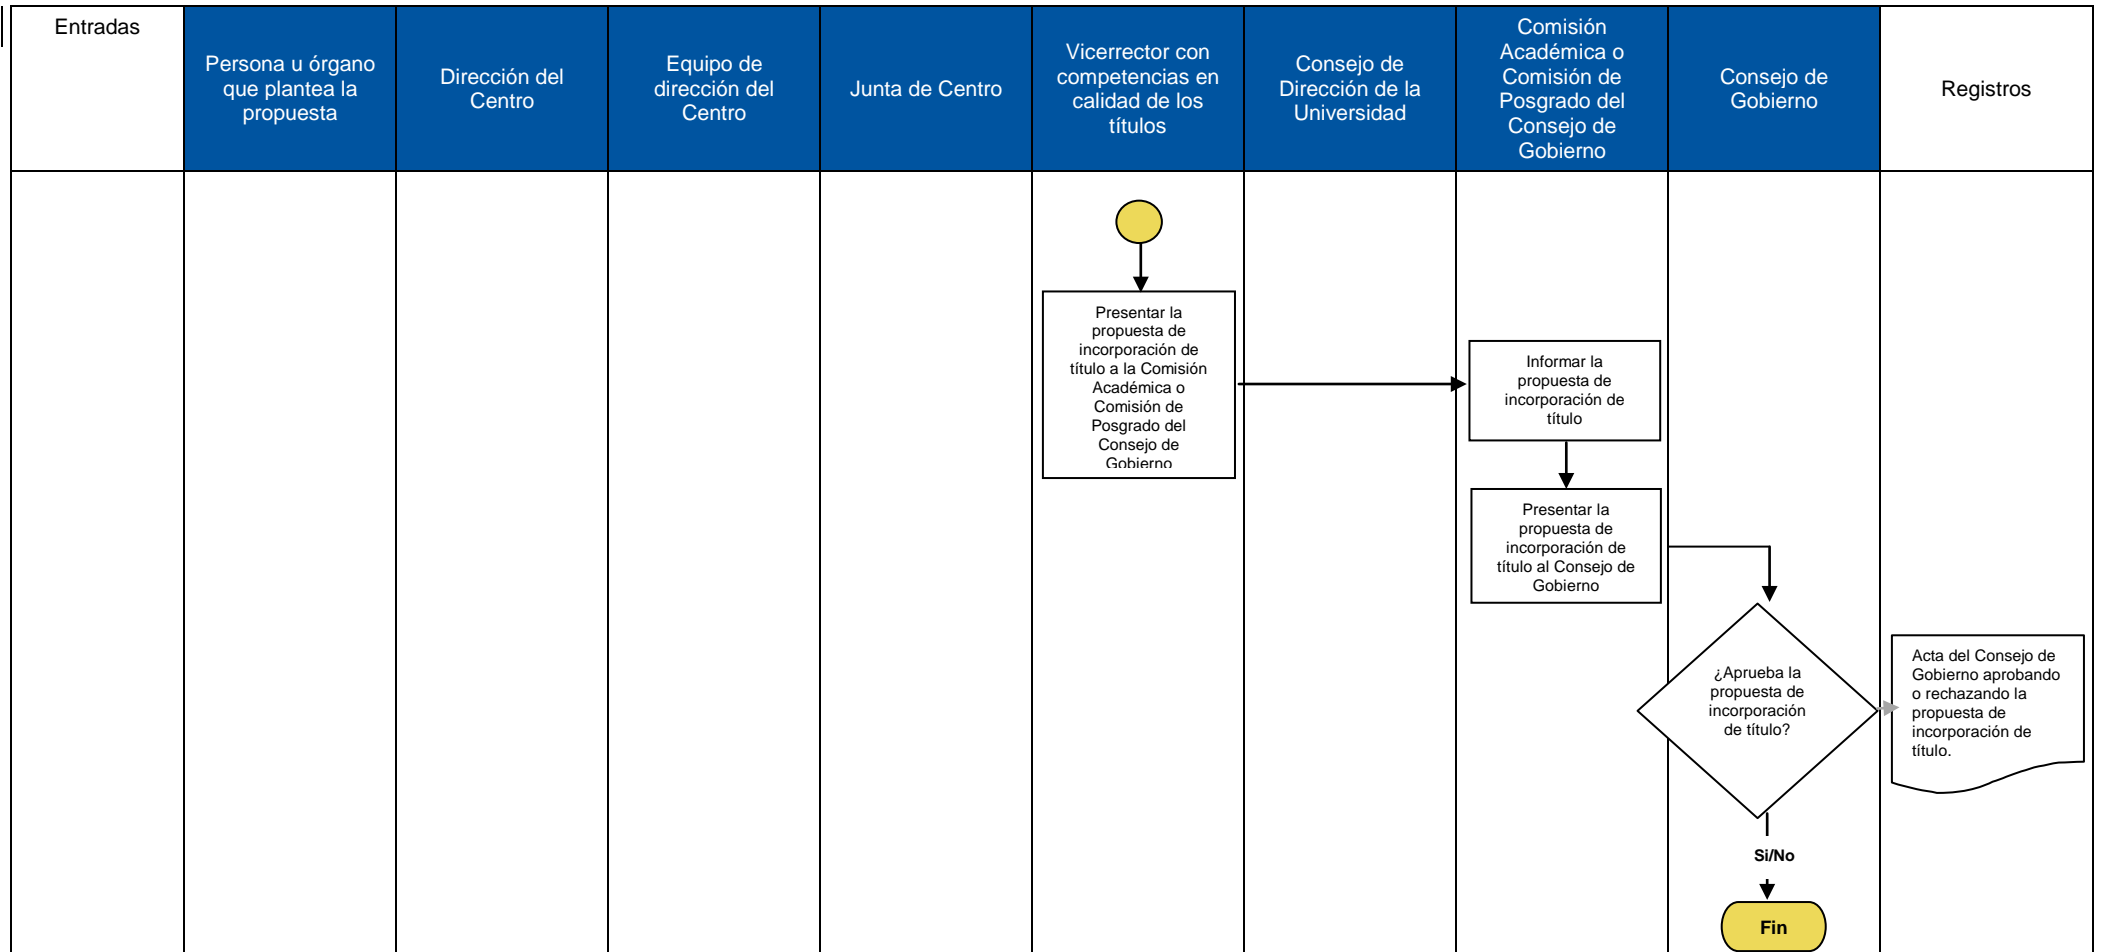 Entradas
Persona u órgano
que plantea la
propuesta
Dirección del
Centro
Equipo de
dirección del
Centro
Junta de Centro
Vicerrector con
competencias en
calidad de los
títulos
Consejo de
Dirección de la
Universidad
Comisión
Académica o
Comisión de
Posgrado del
Consejo de
Gobierno
Consejo de
Gobierno
Registros
Presentar la
propuesta de
incorporación de
título a la Comisión
Académica o
Comisión de
Posgrado del
Consejo de
Gobierno
Informar la
propuesta de
incorporación de
título
Presentar la
propuesta de
incorporación de
título al Consejo de
Gobierno
¿Aprueba la
propuesta de
incorporación
de título?
Acta del Consejo de
Gobierno aprobando
o rechazando la
propuesta de
incorporación de
título.
Si/No
Fin